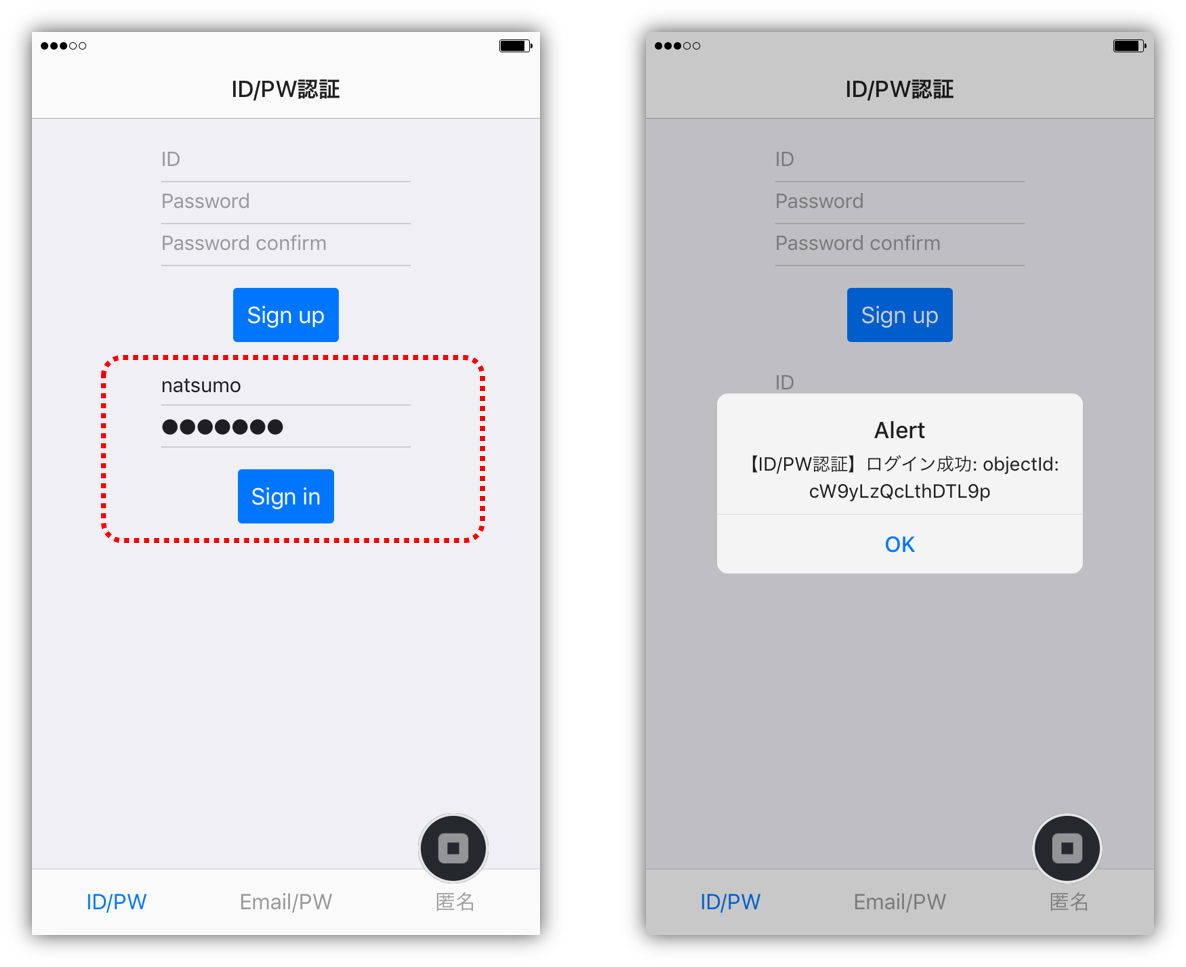 ID/PW認証
ID
Password
Password confirm
Sign up
natsumo
●●●●●●●
Sign in
ID/PW
Email/PW
匿名
ID/PW認証
ID
Password
Password confirm
Sign up
ID
Alert
【ID/PW認証】ログイン成功: objectId:
cW9yLzQcLthDTL9p
OK
ID/PW
Email/PW
匿名